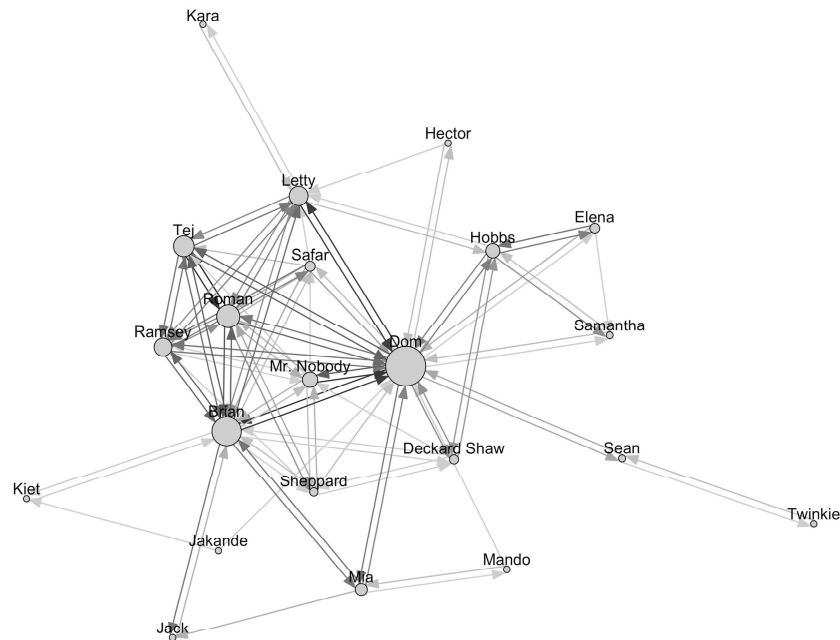 Kara
Hector
Letty
Elena
Tej
Hobbs
Safar
Roman
Samantha
Ramsey
Dom
Mr. Nobody
Brian
Deckard Shaw
Sean
Sheppard
Kiet
Twinkie
Jakande
Mando
Mia
Jack